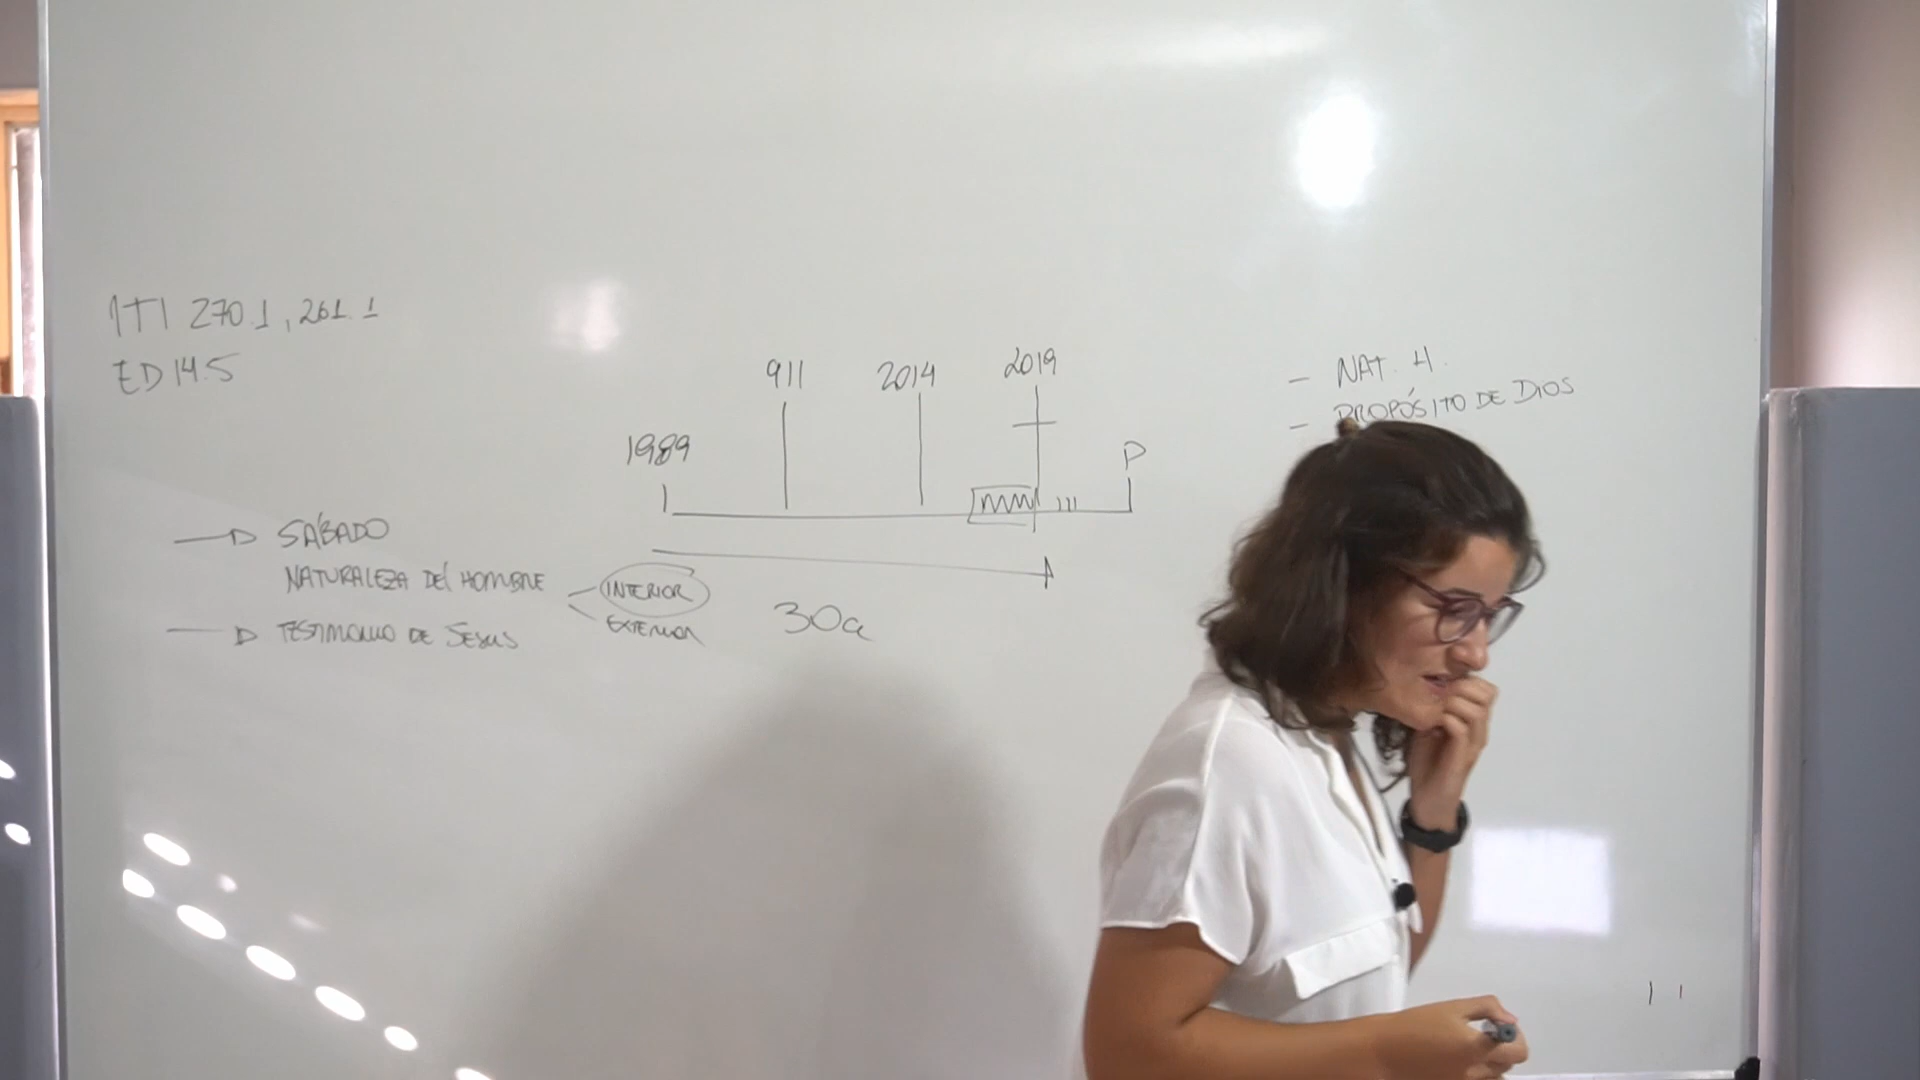 1TI 270.1, 261.1
ED 14.5
911
2014
2019
1989
P
- NAT. H.
- PROPÓSITO DE DIOS
SÁBADO
NATURALEZA DEL HOMBRE
INTERIOR
EXTERIOR
TESTIMONIO DE JESUS
30a